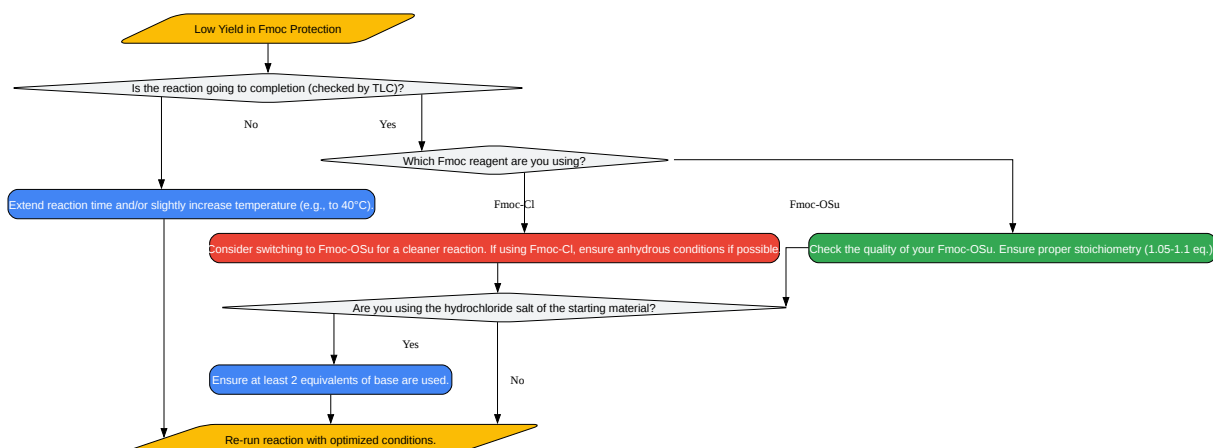 Low Yield in Fmoc Protection
Is the reaction going to completion (checked by TLC)?
No
Yes
Which Fmoc reagent are you using?
Extend reaction time and/or slightly increase temperature (e.g., to 40°C).
Fmoc-Cl
Fmoc-OSu
Consider switching to Fmoc-OSu for a cleaner reaction. If using Fmoc-Cl, ensure anhydrous conditions if possible.
Check the quality of your Fmoc-OSu. Ensure proper stoichiometry (1.05-1.1 eq.)
Are you using the hydrochloride salt of the starting material?
Yes
Ensure at least 2 equivalents of base are used.
No
Re-run reaction with optimized conditions.